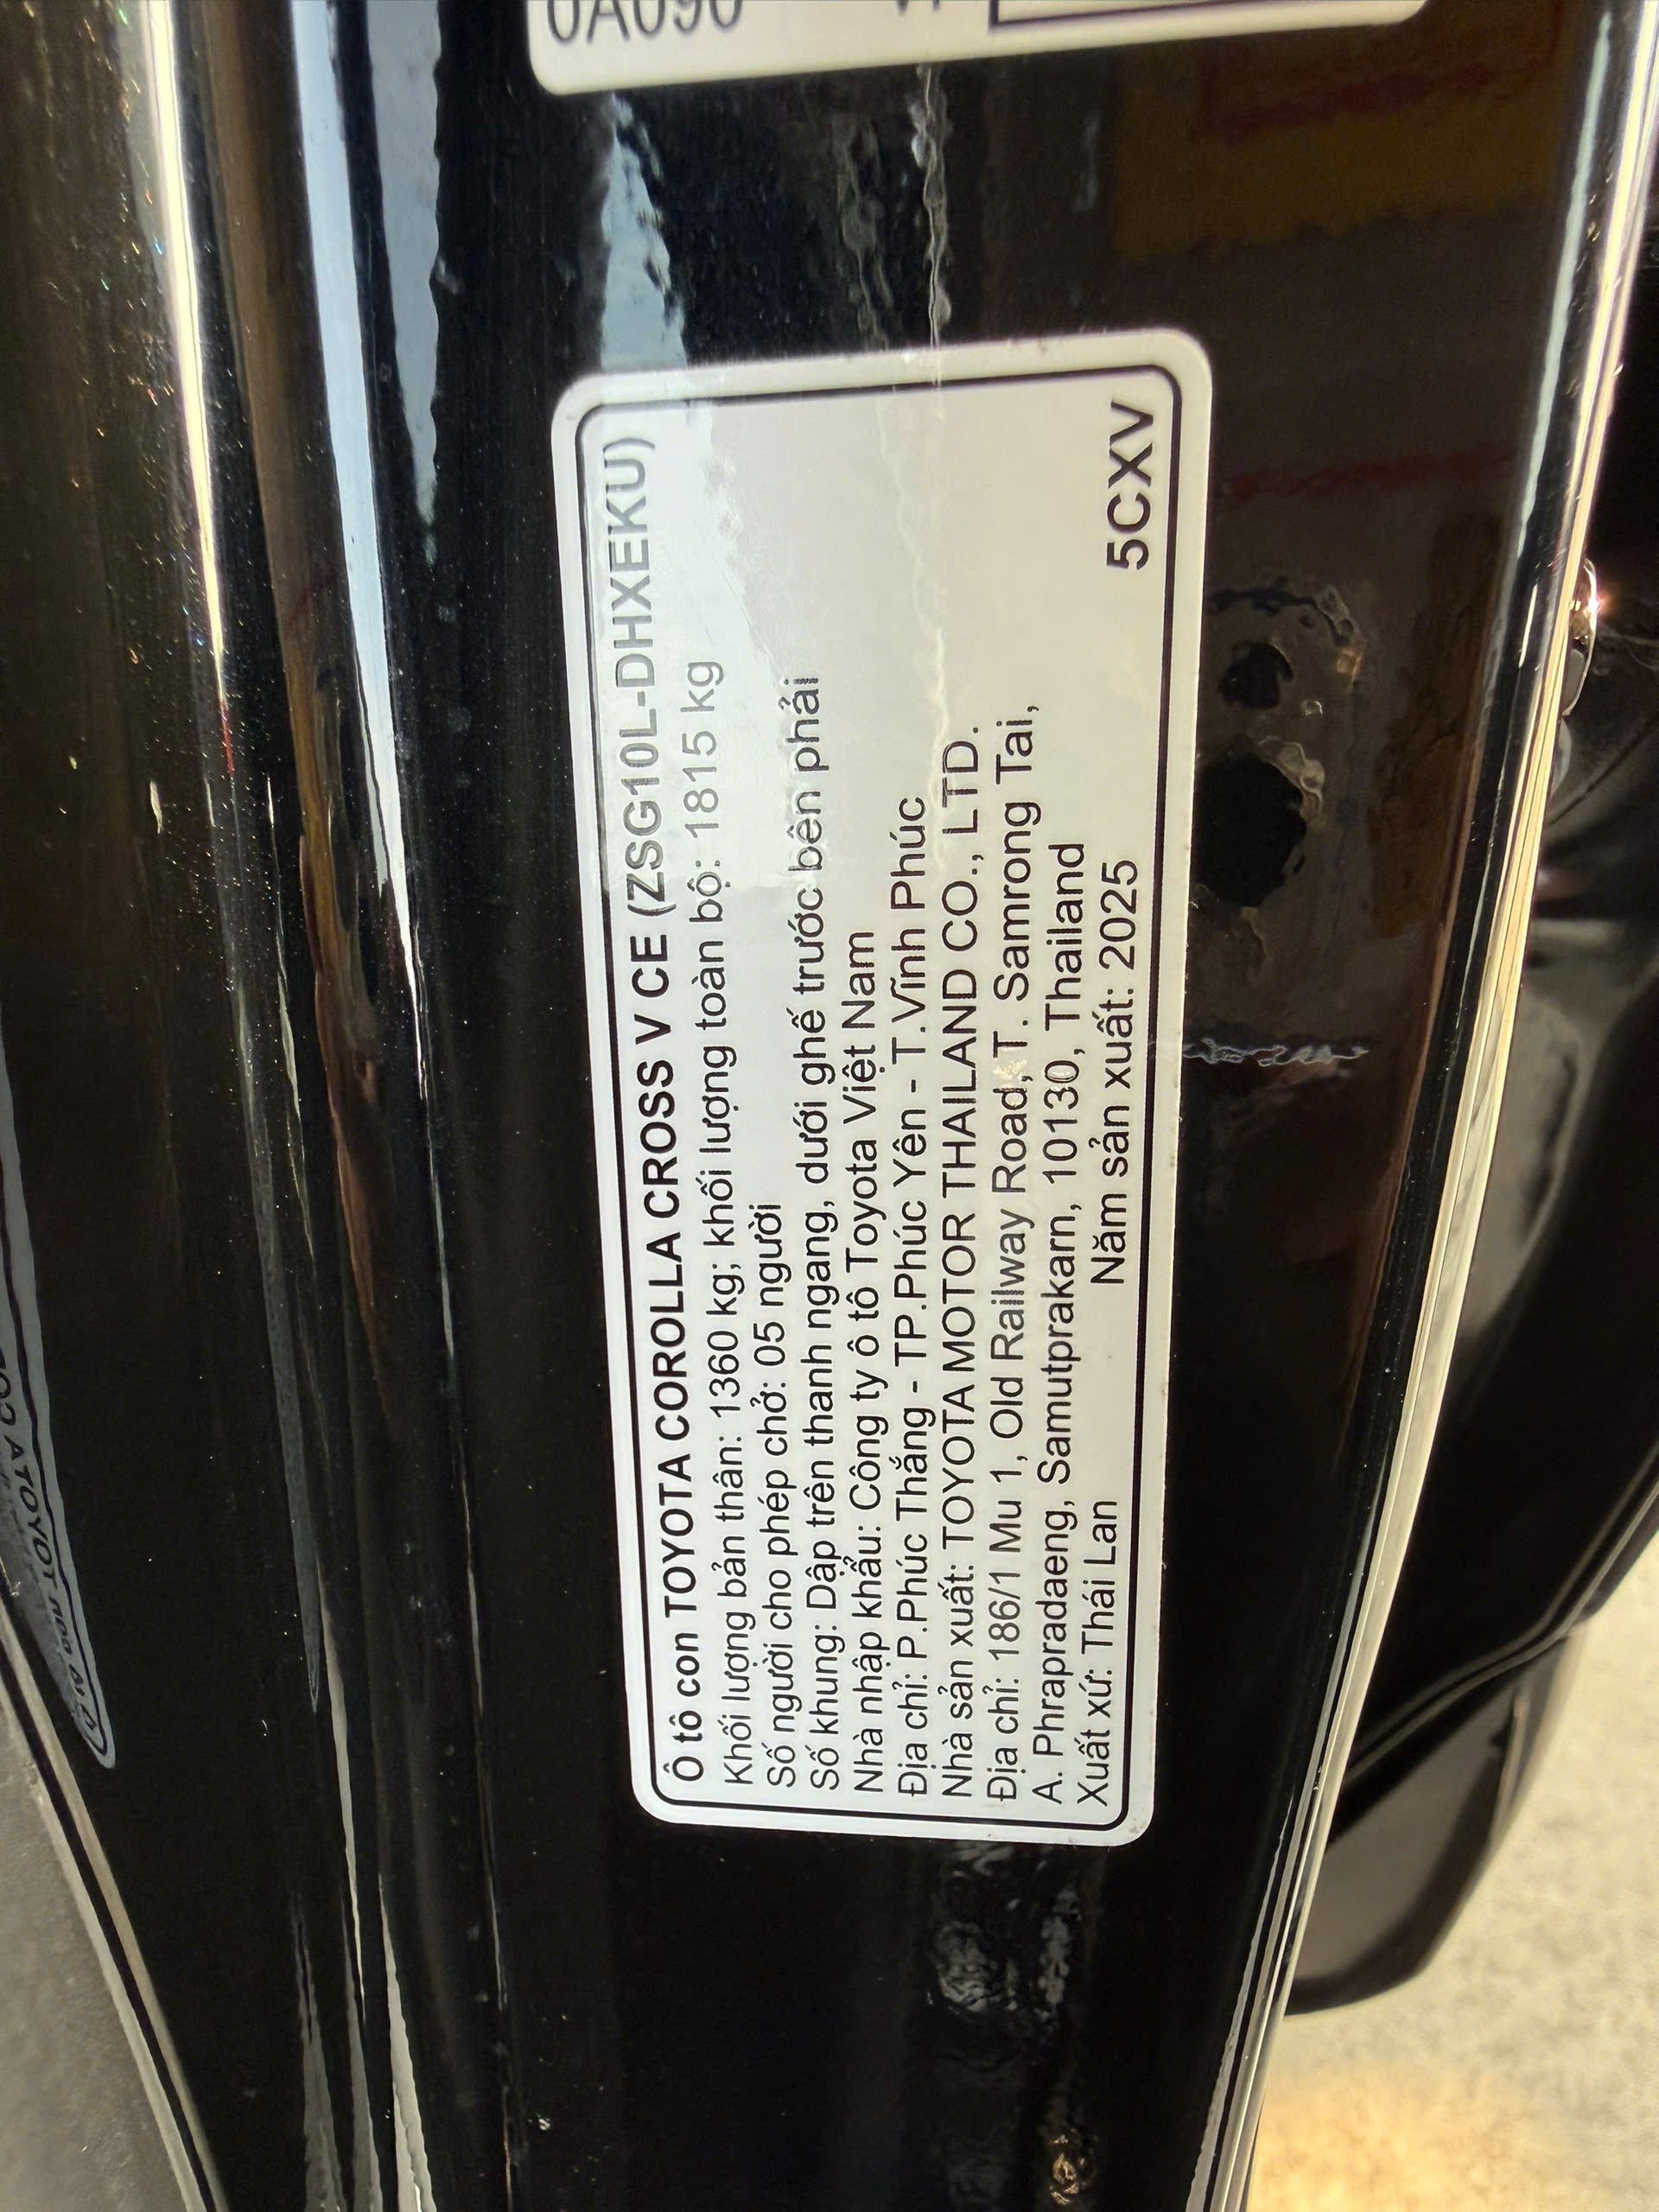 0A090
Ô tô con TOYOTA COROLLA CROSS V CE (ZSG10L-DHXEKU)
Khối lượng bản thân: 1360 kg; khối lượng toàn bộ: 1815 kg
Số người cho phép chở: 05 người
Số khung: Dập trên thanh ngang, dưới ghế trước bên phải
Nhà nhập khẩu: Công ty ô tô Toyota Việt Nam
Địa chỉ: P.Phúc Thắng - TP.Phúc Yên - T.Vĩnh Phúc
Nhà sản xuất: TOYOTA MOTOR THAILAND CO., LTD.
Địa chỉ: 186/1 Mu 1, Old Railway Road, T. Samrong Tai,
A. Phrapradaeng, Samutprakarn, 10130, Thailand
Xuất xứ: Thái Lan Năm sản xuất: 2025 5CXV